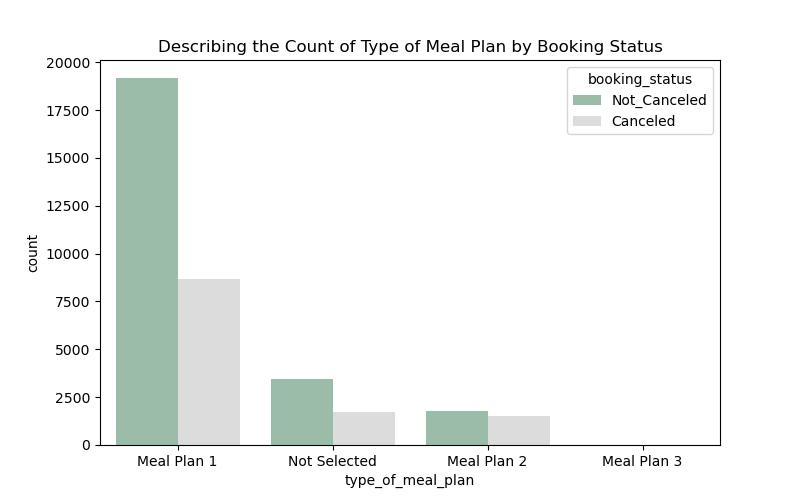 Describing the Count of Type of Meal Plan by Booking Status
booking_status
Not_Canceled
Canceled
20000
17500
15000
12500
10000
7500
5000
2500
0
count
Meal Plan 1
Not Selected
Meal Plan 2
Meal Plan 3
type_of_meal_plan